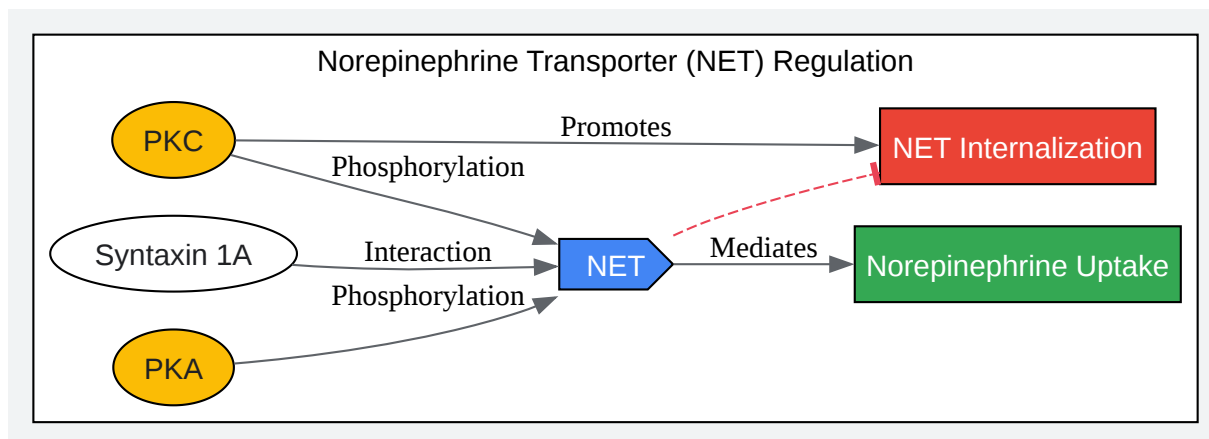 Norepinephrine Transporter (NET) Regulation
PKC
Promotes
NET Internalization
Phosphorylation
Syntaxin 1A
Interaction
NET
Mediates
Norepinephrine Uptake
Phosphorylation
PKA